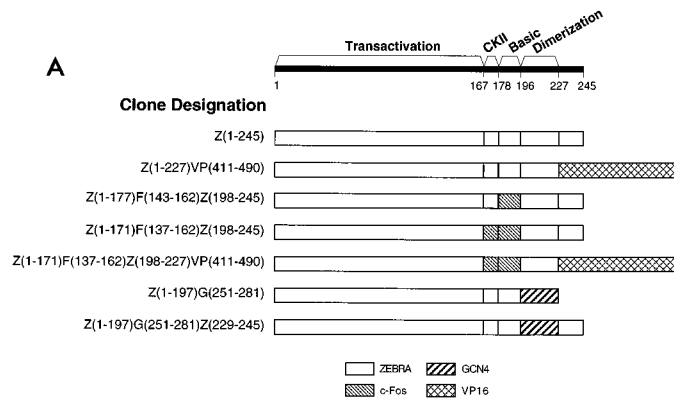 A
Transactivation
CKII
Basic
Dimerization
1 167 178 196 227 245
Clone Designation
Z(1-245)
Z(1-227)VP(411-490)
Z(1-177)F(143-162)Z(198-245)
Z(1-171)F(137-162)Z(198-245)
Z(1-171)F(137-162)Z(198-227)VP(411-490)
Z(1-197)G(251-281)
Z(1-197)G(251-281)Z(229-245)
ZEBRA GCN4
c-Fos VP16